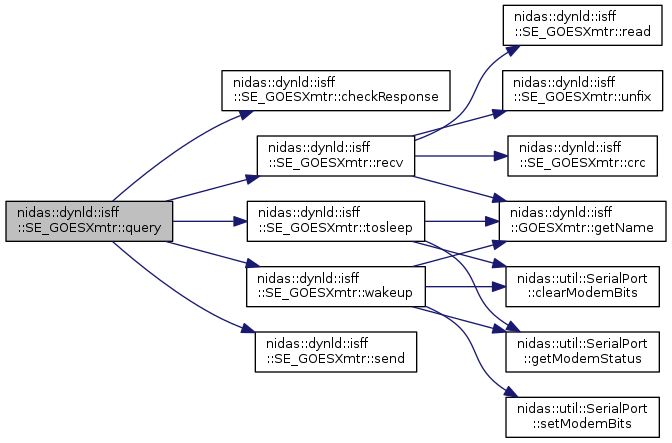 nidas::dynld::isff
::SE_GOESXmtr::query
nidas::dynld::isff
::SE_GOESXmtr::checkResponse
nidas::dynld::isff
::SE_GOESXmtr::recv
nidas::dynld::isff
::SE_GOESXmtr::tosleep
nidas::dynld::isff
::SE_GOESXmtr::wakeup
nidas::dynld::isff
::SE_GOESXmtr::send
nidas::dynld::isff
::SE_GOESXmtr::read
nidas::dynld::isff
::SE_GOESXmtr::unfix
nidas::dynld::isff
::SE_GOESXmtr::crc
nidas::dynld::isff
::GOESXmtr::getName
nidas::util::SerialPort
::clearModemBits
nidas::util::SerialPort
::getModemStatus
nidas::util::SerialPort
::setModemBits